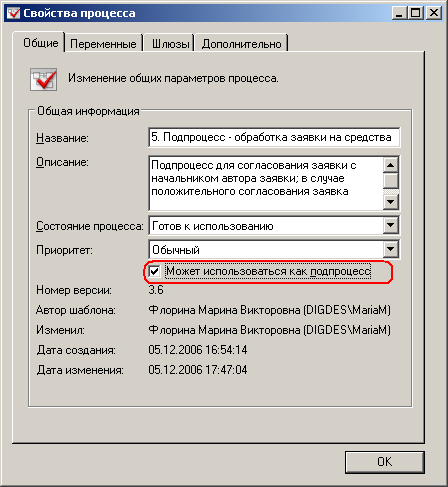 Свойства процесса
Общие Переменные Шлюзы Дополнительно
Изменение общих параметров процесса.
Общая информация
Название: 5. Подпроцесс - обработка заявки на средства
Описание: Подпроцесс для согласования заявки с
начальником автора заявки; в случае
положительного согласования заявка
Состояние процесса: Готов к использованию
Приоритет: Обычный
Может использоваться как подпроцесс
Номер версии: 3.6
Автор шаблона: Флорина Марина Викторовна (DIGDES\MariaM)
Изменил: Флорина Марина Викторовна (DIGDES\MariaM)
Дата создания: 05.12.2006 16:54:14
Дата изменения: 05.12.2006 17:47:04
OK